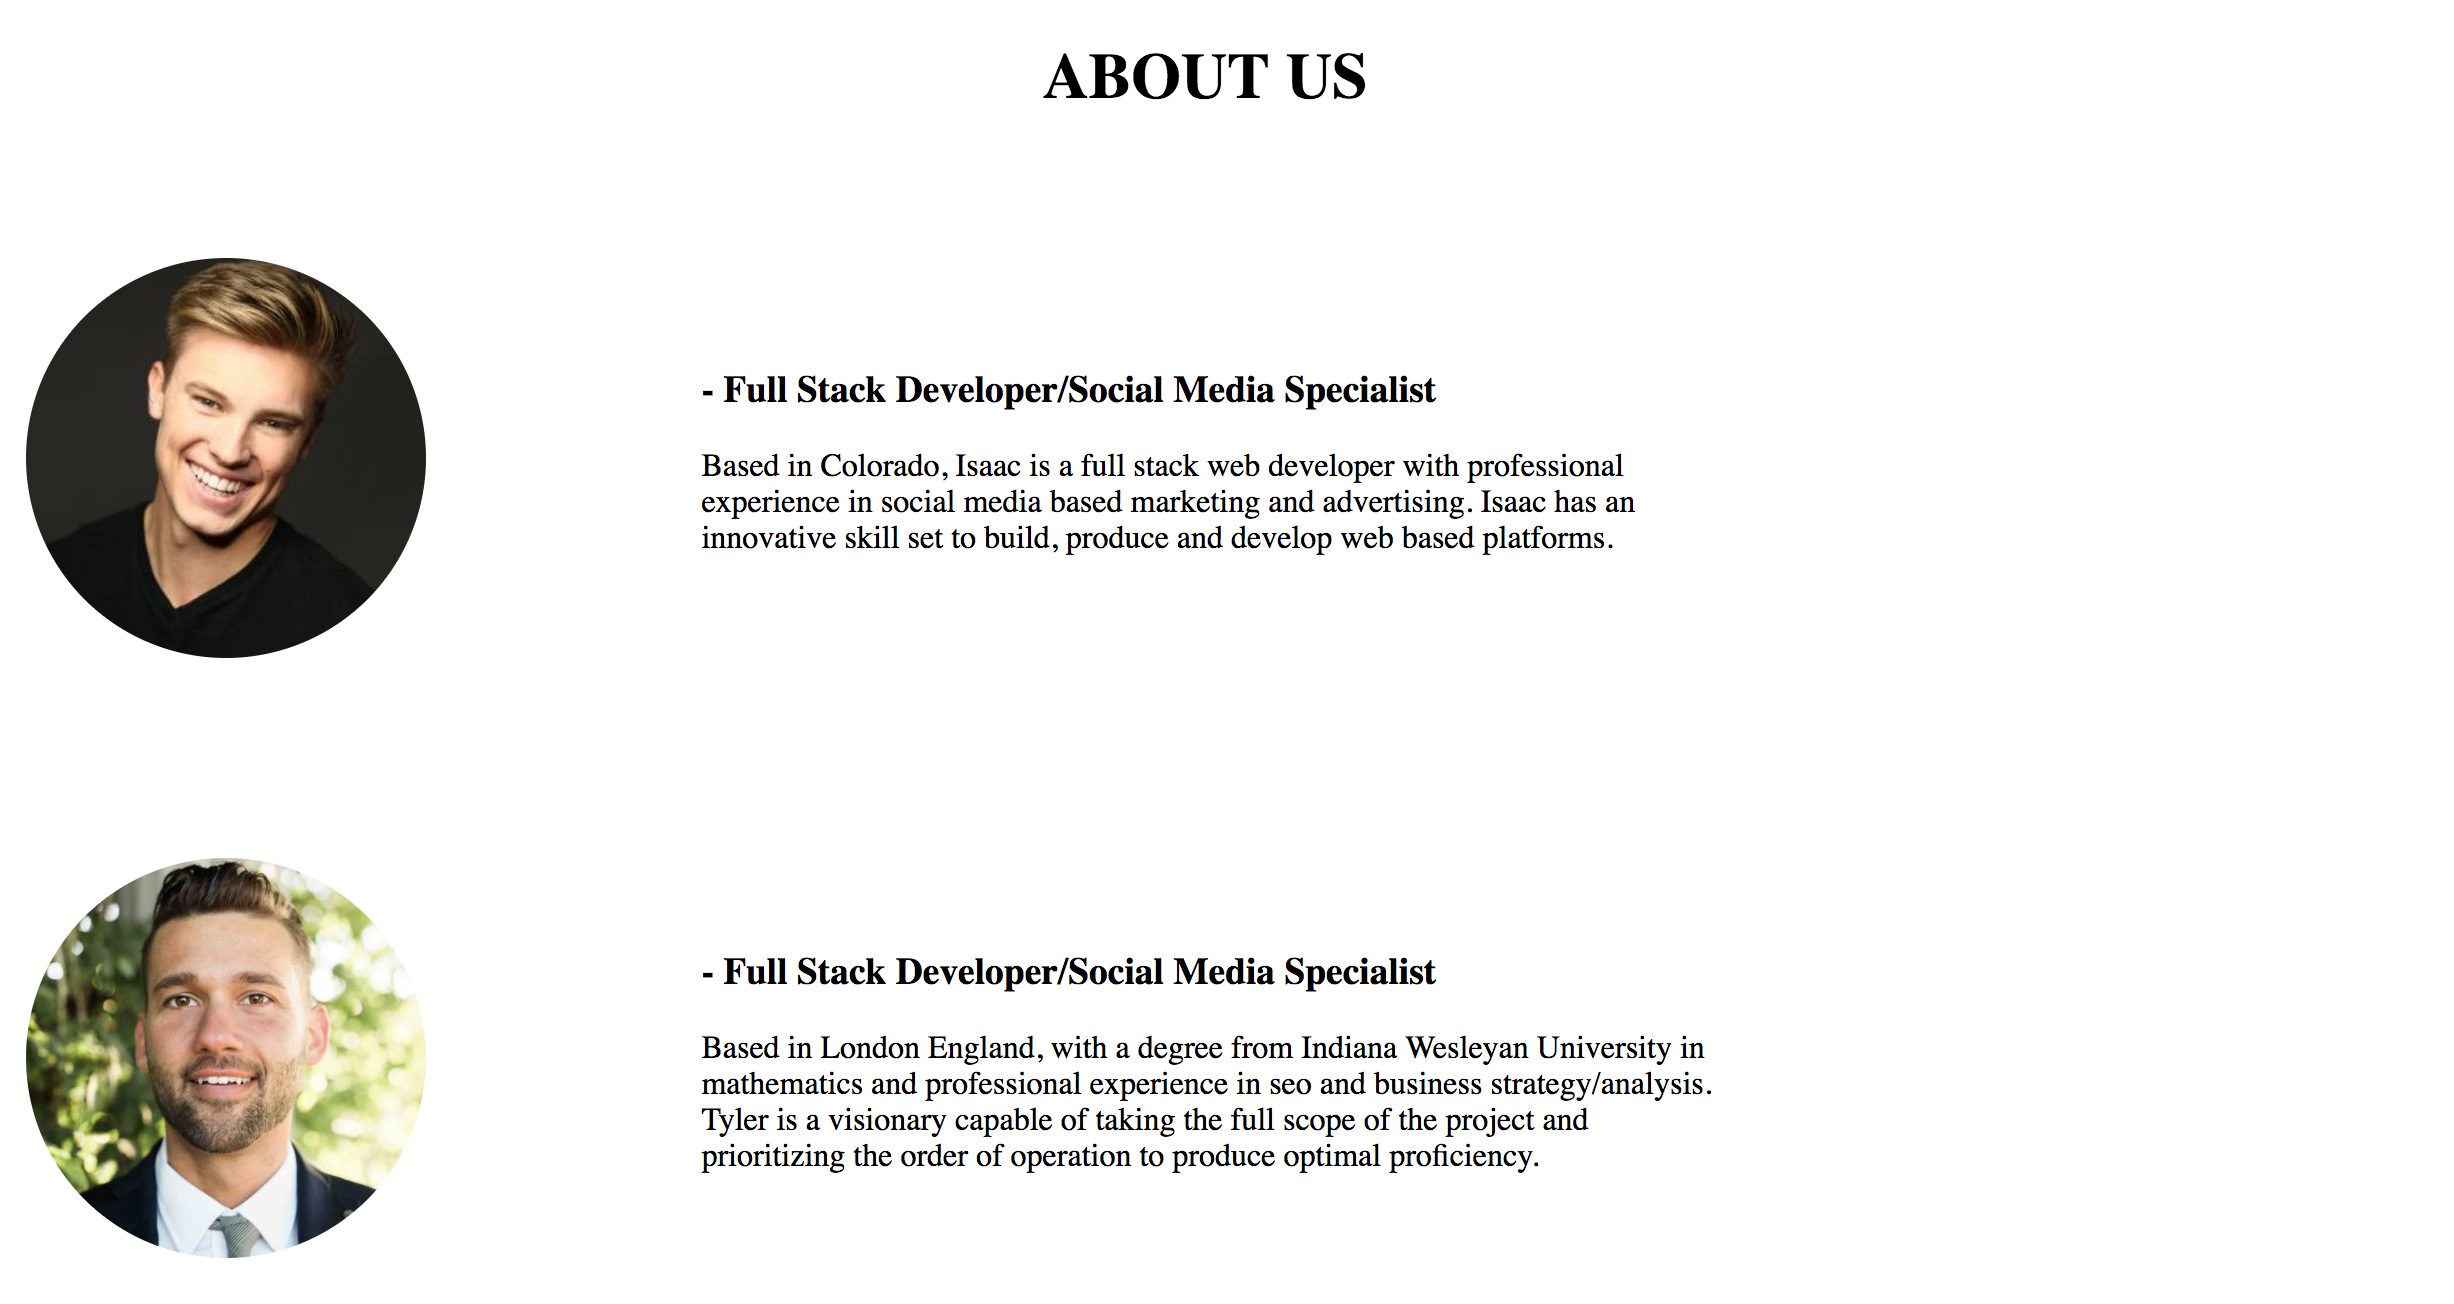 ABOUT US
- Full Stack Developer/Social Media Specialist
Based in Colorado, Isaac is a full stack web developer with professional
experience in social media based marketing and advertising. Isaac has an
innovative skill set to build, produce and develop web based platforms.
- Full Stack Developer/Social Media Specialist
Based in London England, with a degree from Indiana Wesleyan University in
mathematics and professional experience in seo and business strategy/analysis.
Tyler is a visionary capable of taking the full scope of the project and
prioritizing the order of operation to produce optimal proficiency.